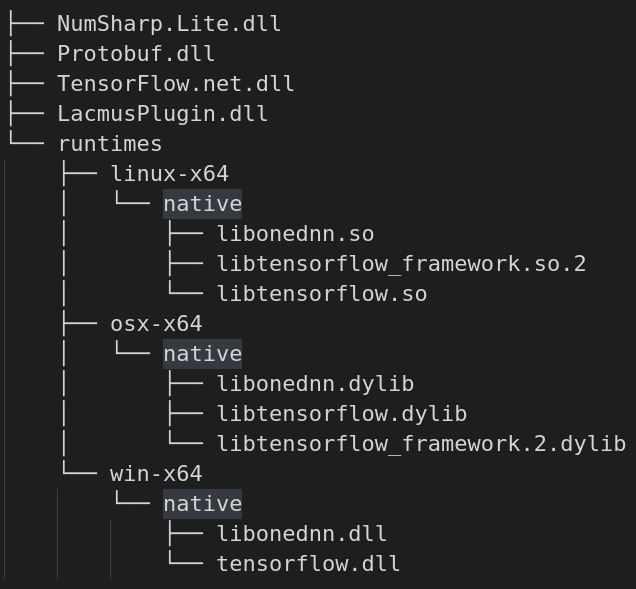 ├── NumSharp.Lite.dll
├── Protobuf.dll
├── TensorFlow.net.dll
├── LacmusPlugin.dll
└── runtimes
    ├── linux-x64
    │   └── native
    │       ├── libonednn.so
    │       ├── libtensorflow_framework.so.2
    │       └── libtensorflow.so
    ├── osx-x64
    │   └── native
    │       ├── libonednn.dylib
    │       ├── libtensorflow.dylib
    │       └── libtensorflow_framework.2.dylib
    └── win-x64
        └── native
            ├── libonednn.dll
            └── tensorflow.dll